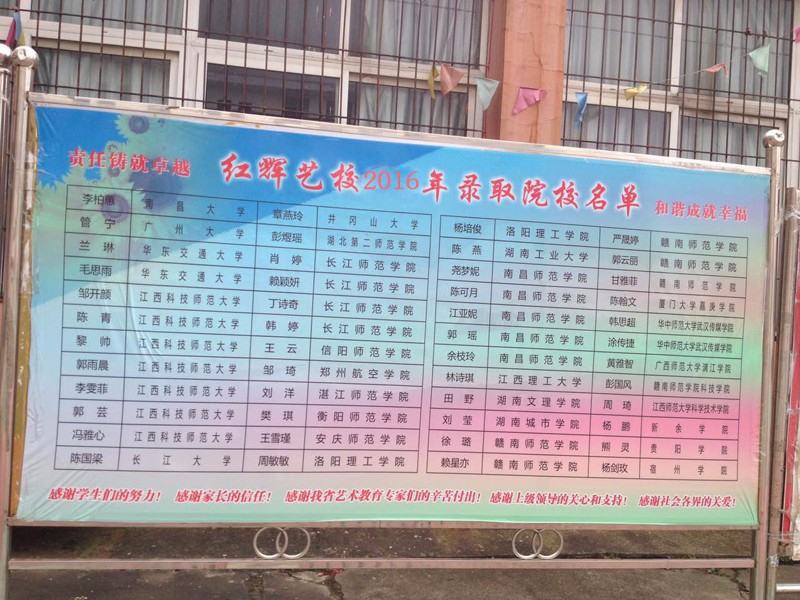 责任铸就卓越 红辉艺校2016年录取院校名单 和谐成就幸福
李柏惠 南昌大学 章燕玲 井冈山大学 杨培俊 洛阳理工学院 严晟婷 赣南师范学院
管宁 广州大学 彭煜瑶 湖北第二师范学院 陈燕 湖南工业大学 郭云丽 赣南师范学院
兰琳 华东交通大学 肖婷 长江师范学院 尧梦妮 南昌师范学院 甘雅菲 赣南师范学院
毛思雨 华东交通大学 赖颖妍 长江师范学院 陈可月 南昌师范学院 陈翰文 厦门大学嘉庚学院
邹开颜 江西科技师范大学 丁诗奇 长江师范学院 江亚妮 南昌师范学院 韩思超 华中师范大学武汉传媒学院
陈青 江西科技师范大学 韩婷 长江师范学院 郭瑶 南昌师范学院 涂传捷 华中师范大学武汉传媒学院
黎帅 江西科技师范大学 王云 信阳师范学院 余枝玲 南昌师范学院 黄雅智 广西师范大学漓江学院
郭雨晨 江西科技师范大学 邹琦 郑州航空学院 林诗琪 江西理工大学 彭国风 赣南师范学院科技学院
李雯菲 江西科技师范大学 刘洋 湛江师范学院 田野 湖南文理学院 周琦 江西师范大学科学技术学院
郭芸 江西科技师范大学 樊琪 衡阳师范学院 刘莹 湖南城市学院 杨鹏 新余学院
冯雅心 江西科技师范大学 王雪瑾 安庆师范学院 徐璐 赣南师范学院 熊灵 贵阳学院
陈国梁 长江大学 周敏敏 洛阳理工学院 赖星亦 赣南师范学院 杨剑玫 宿州学院
感谢学生们的努力! 感谢家长的信任! 感谢我省艺术教育专家们的辛苦付出! 感谢上级领导的关心和支持! 感谢社会各界的关爱!